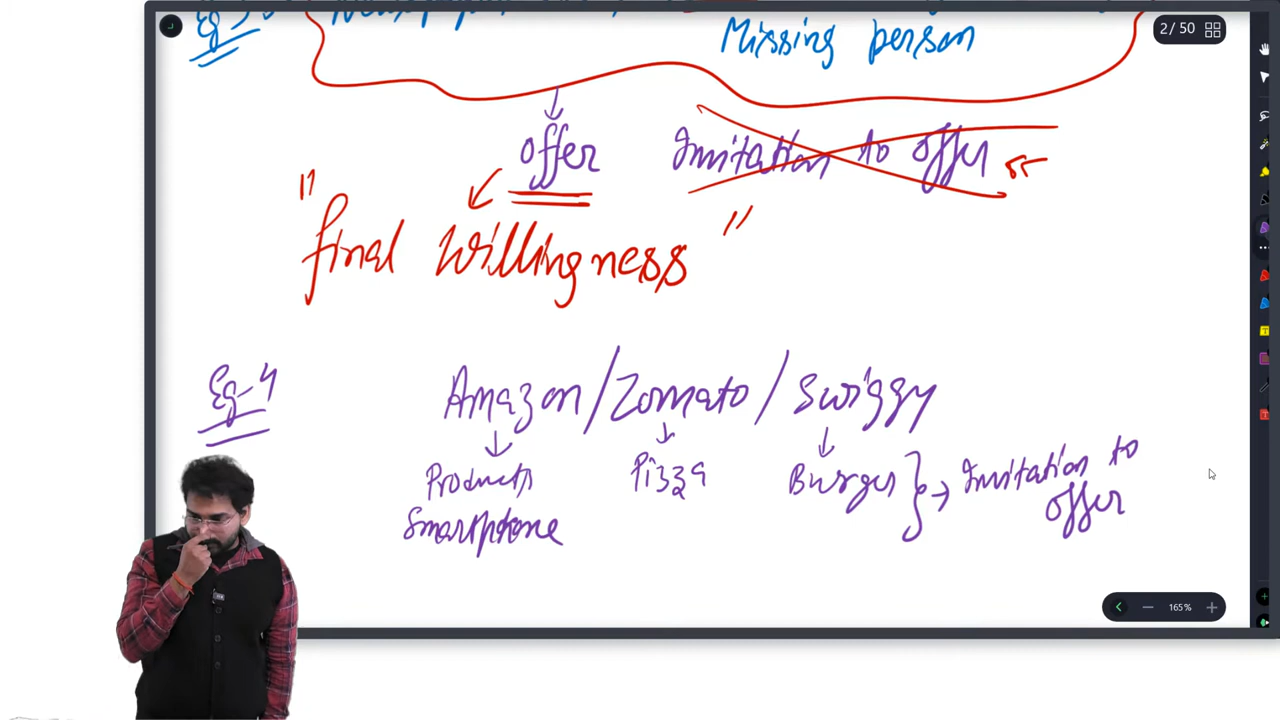 2 / 50
Missing person
offer Invitation to offer
" final Willingness "
Eg-4 Amazon / Zomato / Swiggy
Products Pizza Burger } → Invitation to
Smartphone offer
165%